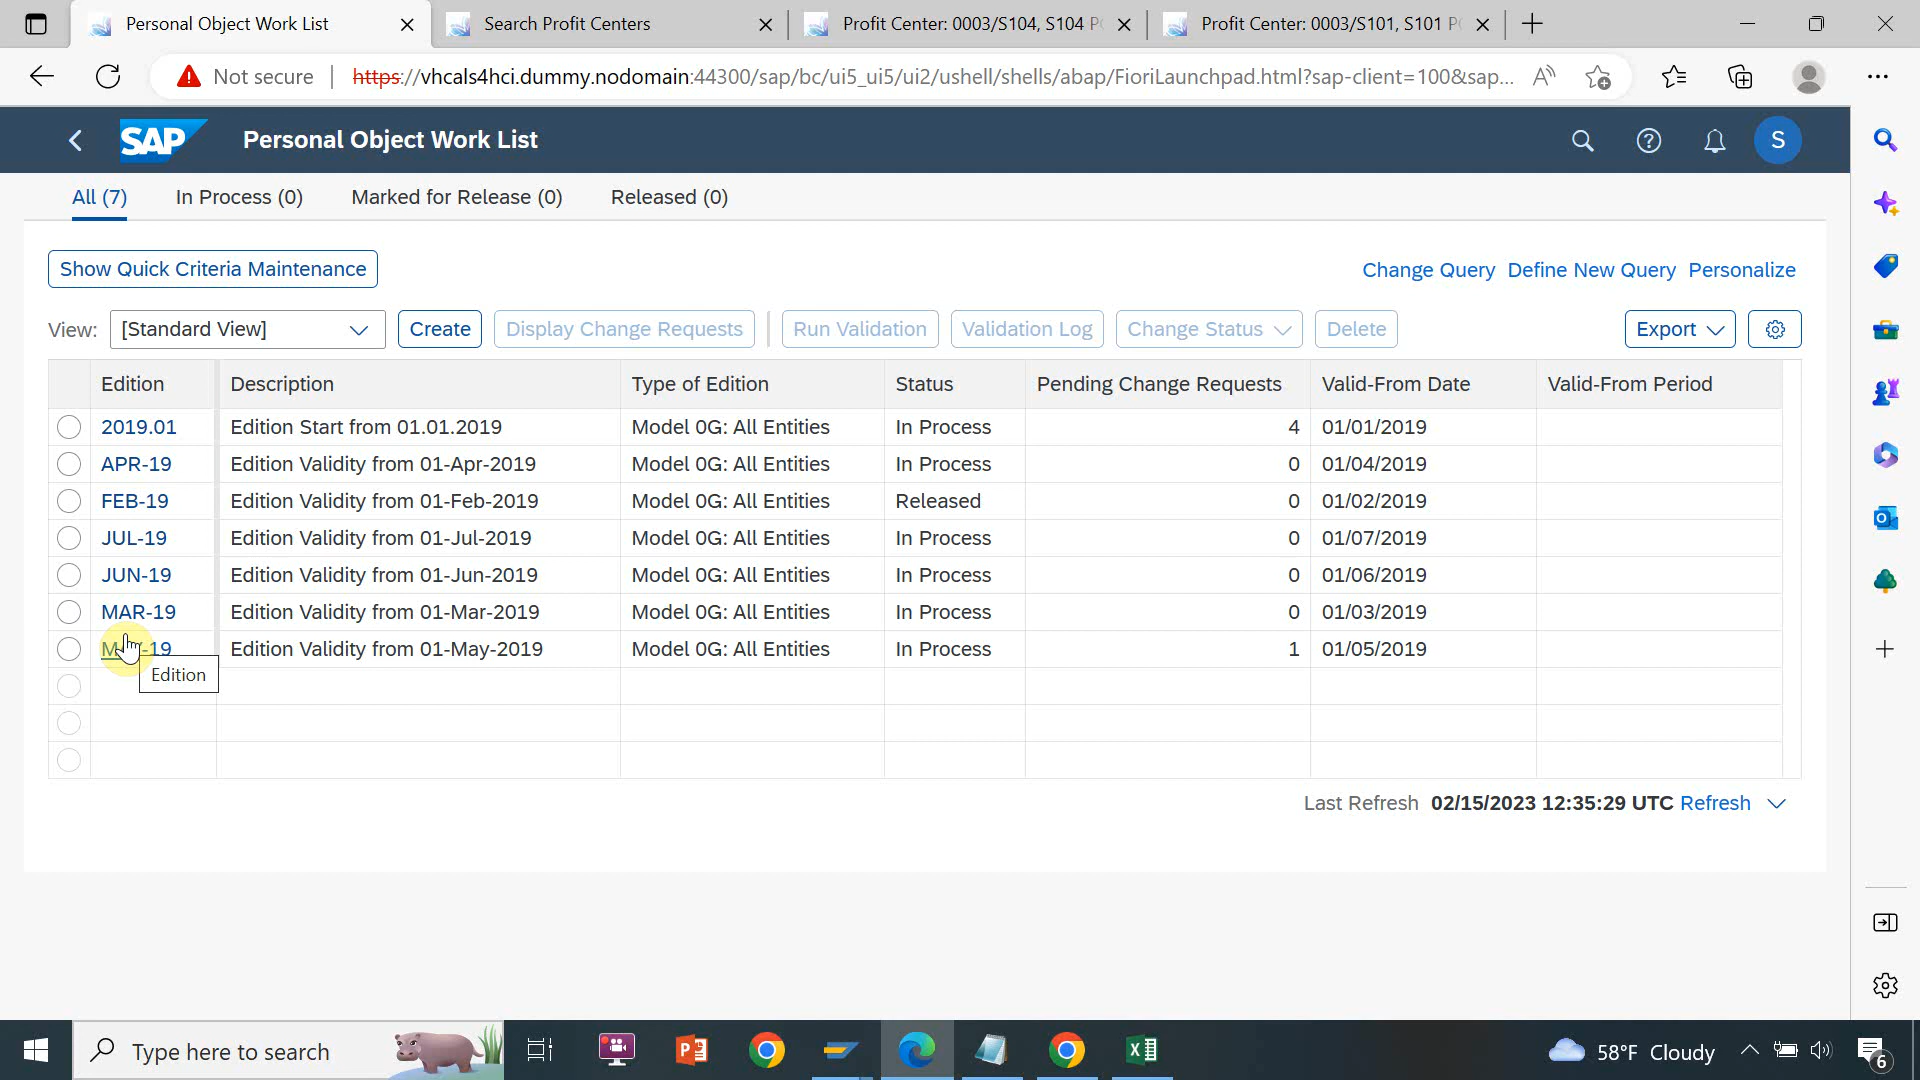 Personal Object Work List
Search Profit Centers
Profit Center: 0003/S104, S104 P
Profit Center: 0003/S101, S101 P
Not secure
https://vhcals4hci.dummy.nodomain:44300/sap/bc/ui5_ui5/ui2/ushell/shells/abap/FioriLaunchpad.html?sap-client=100&sap...
SAP
Personal Object Work List
S
All (7)
In Process (0)
Marked for Release (0)
Released (0)
Show Quick Criteria Maintenance
Change Query Define New Query Personalize
View: [Standard View] Create Display Change Requests Run Validation Validation Log Change Status Delete Export
Edition Description Type of Edition Status Pending Change Requests Valid-From Date Valid-From Period
2019.01 Edition Start from 01.01.2019 Model 0G: All Entities In Process 4 01/01/2019
APR-19 Edition Validity from 01-Apr-2019 Model 0G: All Entities In Process 0 01/04/2019
FEB-19 Edition Validity from 01-Feb-2019 Model 0G: All Entities Released 0 01/02/2019
JUL-19 Edition Validity from 01-Jul-2019 Model 0G: All Entities In Process 0 01/07/2019
JUN-19 Edition Validity from 01-Jun-2019 Model 0G: All Entities In Process 0 01/06/2019
MAR-19 Edition Validity from 01-Mar-2019 Model 0G: All Entities In Process 0 01/03/2019
MAY-19 Edition Validity from 01-May-2019 Model 0G: All Entities In Process 1 01/05/2019
Edition
Last Refresh 02/15/2023 12:35:29 UTC Refresh
Type here to search
58°F Cloudy
6